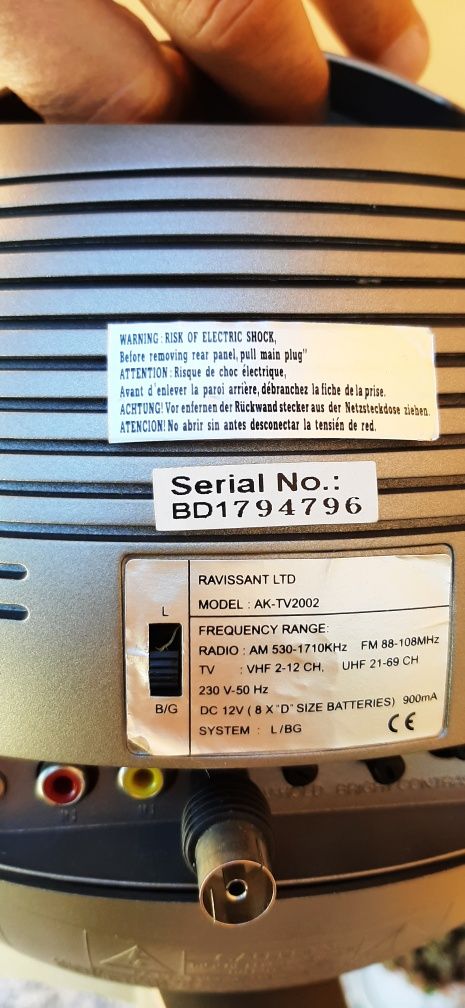 WARNING: RISK OF ELECTRIC SHOCK,
Before removing rear panel, pull main plug"
ATTENTION: Risque de choc électrique,
Avant d'enlever la paroi arrière, débranchez la fiche de la prise.
ACHTUNG! Vor enfernen der Rückwand stecker aus der Netzsteckdose ziehen.
ATENCION! No abrir sin antes desconectar la tensién de red.
Serial No.:
BD1794796
L
B/G
RAVISSANT LTD
MODEL : AK-TV2002
FREQUENCY RANGE:
RADIO : AM 530-1710KHz FM 88-108MHz
TV : VHF 2-12 CH, UHF 21-69 CH
230 V-50 Hz
DC 12V ( 8 X "D" SIZE BATTERIES) 900mA
SYSTEM : L/BG CE
BRIGHT